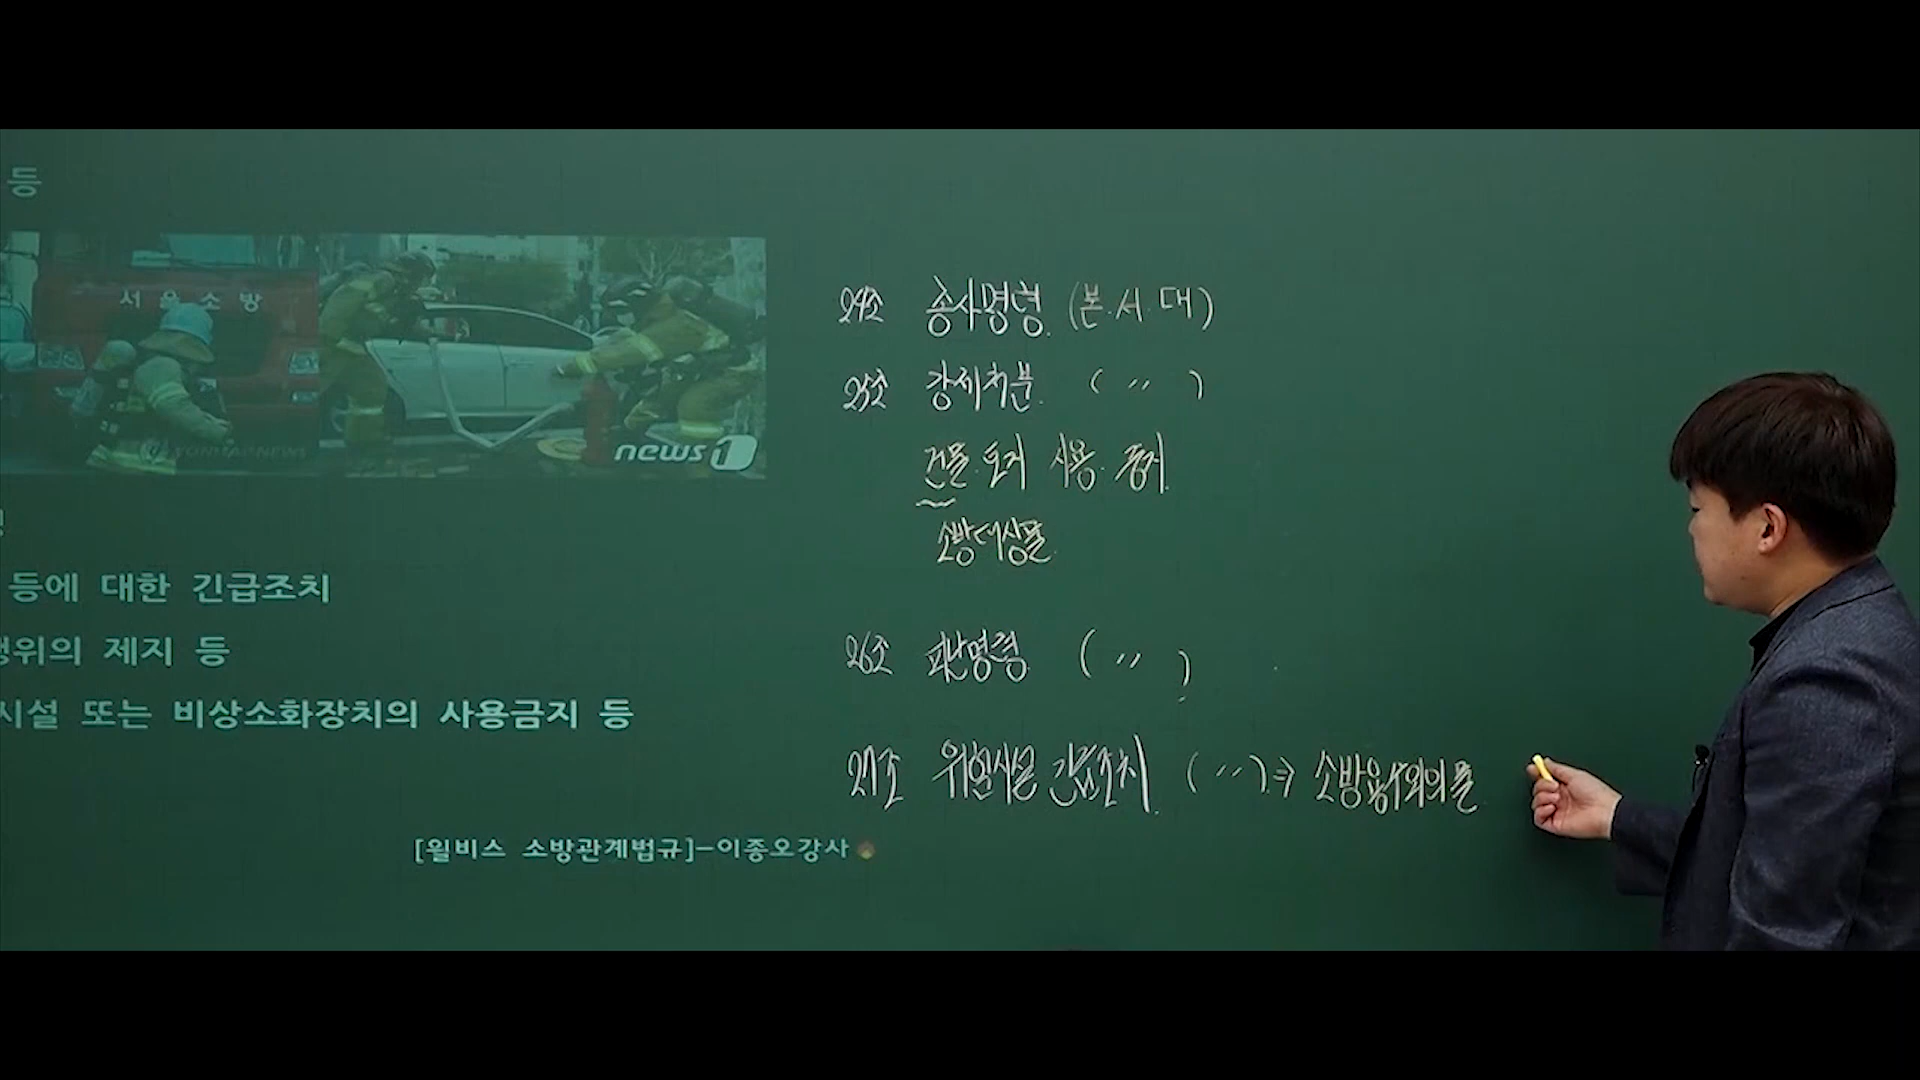 등
서울소방
YONHAPNEWS
news1
등에 대한 긴급조치
행위의 제지 등
시설 또는 비상소화장치의 사용금지 등
[윌비스 소방관계법규]-이종오강사
24조 종사명령 (본.서.대)
25조 강제처분 ( 〃 )
건물.토지 사용.증거
소방대상물
26조 피난명령 ( 〃 )
27조 위험시설 긴급조치 ( 〃 ) ⇒ 소방용수외의 물